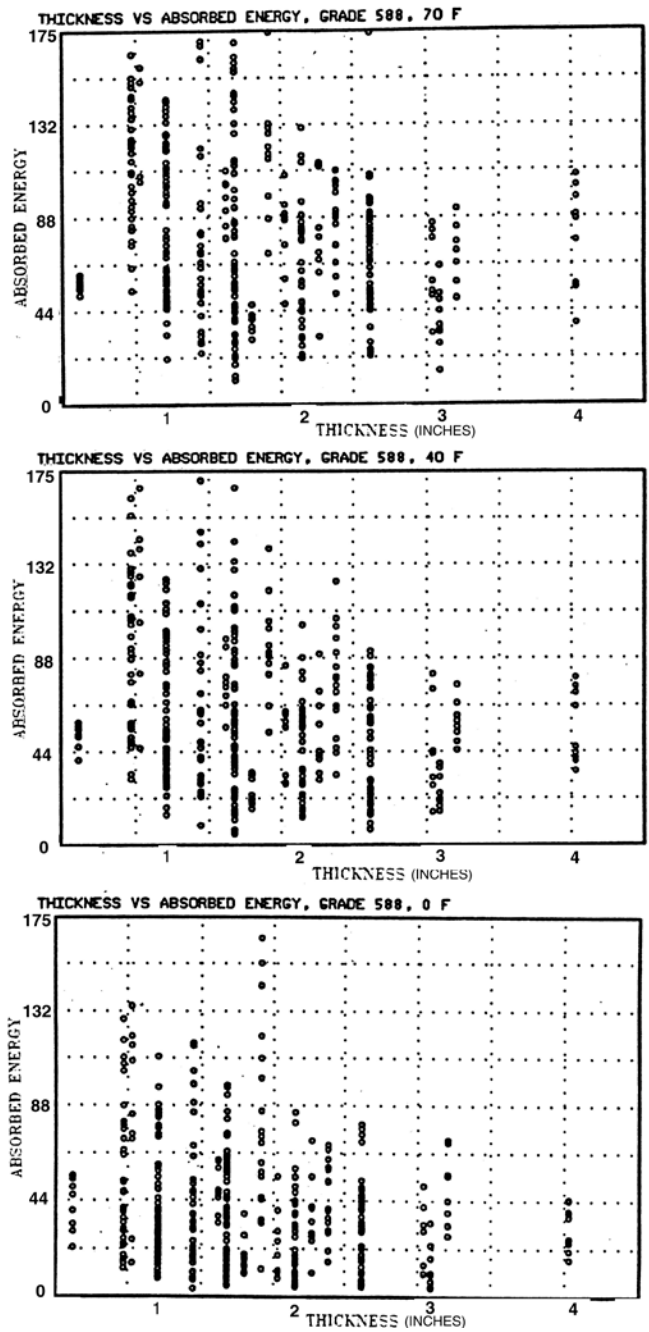 THICKNESS VS ABSORBED ENERGY, GRADE 588, 70 F
175
132
88
44
0
ABSORBED ENERGY
1 2 3 4
THICKNESS (INCHES)
THICKNESS VS ABSORBED ENERGY, GRADE 588, 40 F
175
132
88
44
0
ABSORBED ENERGY
1 2 3 4
THICKNESS (INCHES)
THICKNESS VS ABSORBED ENERGY, GRADE 588, 0 F
175
132
88
44
0
ABSORBED ENERGY
1 2 3 4
THICKNESS (INCHES)